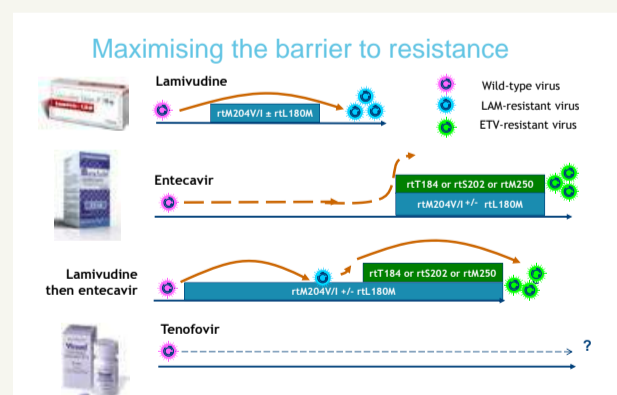 Maximising the barrier to resistance
Lamivudine
rtM204V/I ± rtL180M
Wild-type virus
LAM-resistant virus
ETV-resistant virus
Entecavir
rtT184 or rtS202 or rtM250
rtM204V/I +/- rtL180M
Lamivudine
then entecavir
rtT184 or rtS202 or rtM250
rtM204V/I +/- rtL180M
Tenofovir
?